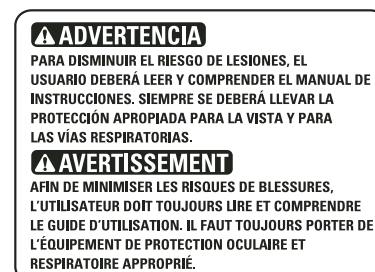 ADVERTENCIA
PARA DISMINUIR EL RIESGO DE LESIONES, EL
USUARIO DEBERÁ LEER Y COMPRENDER EL MANUAL DE
INSTRUCCIONES. SIEMPRE SE DEBERÁ LLEVAR LA
PROTECCIÓN APROPIADA PARA LA VISTA Y PARA
LAS VÍAS RESPIRATORIAS.
AVERTISSEMENT
AFIN DE MINIMISER LES RISQUES DE BLESSURES,
L'UTILISATEUR DOIT TOUJOURS LIRE ET COMPRENDRE
LE GUIDE D'UTILISATION. IL FAUT TOUJOURS PORTER DE
L'ÉQUIPEMENT DE PROTECTION OCULAIRE ET
RESPIRATOIRE APPROPRIÉ.